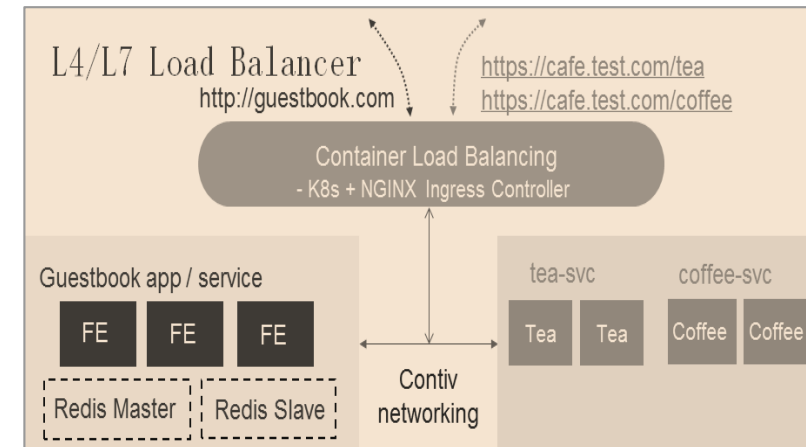 L4/L7 Load Balancer
http://guestbook.com
https://cafe.test.com/tea
https://cafe.test.com/coffee
Container Load Balancing
- K8s + NGINX Ingress Controller
Guestbook app / service
FE FE FE
Redis Master Redis Slave
Contiv
networking
tea-svc coffee-svc
Tea Tea Coffee Coffee